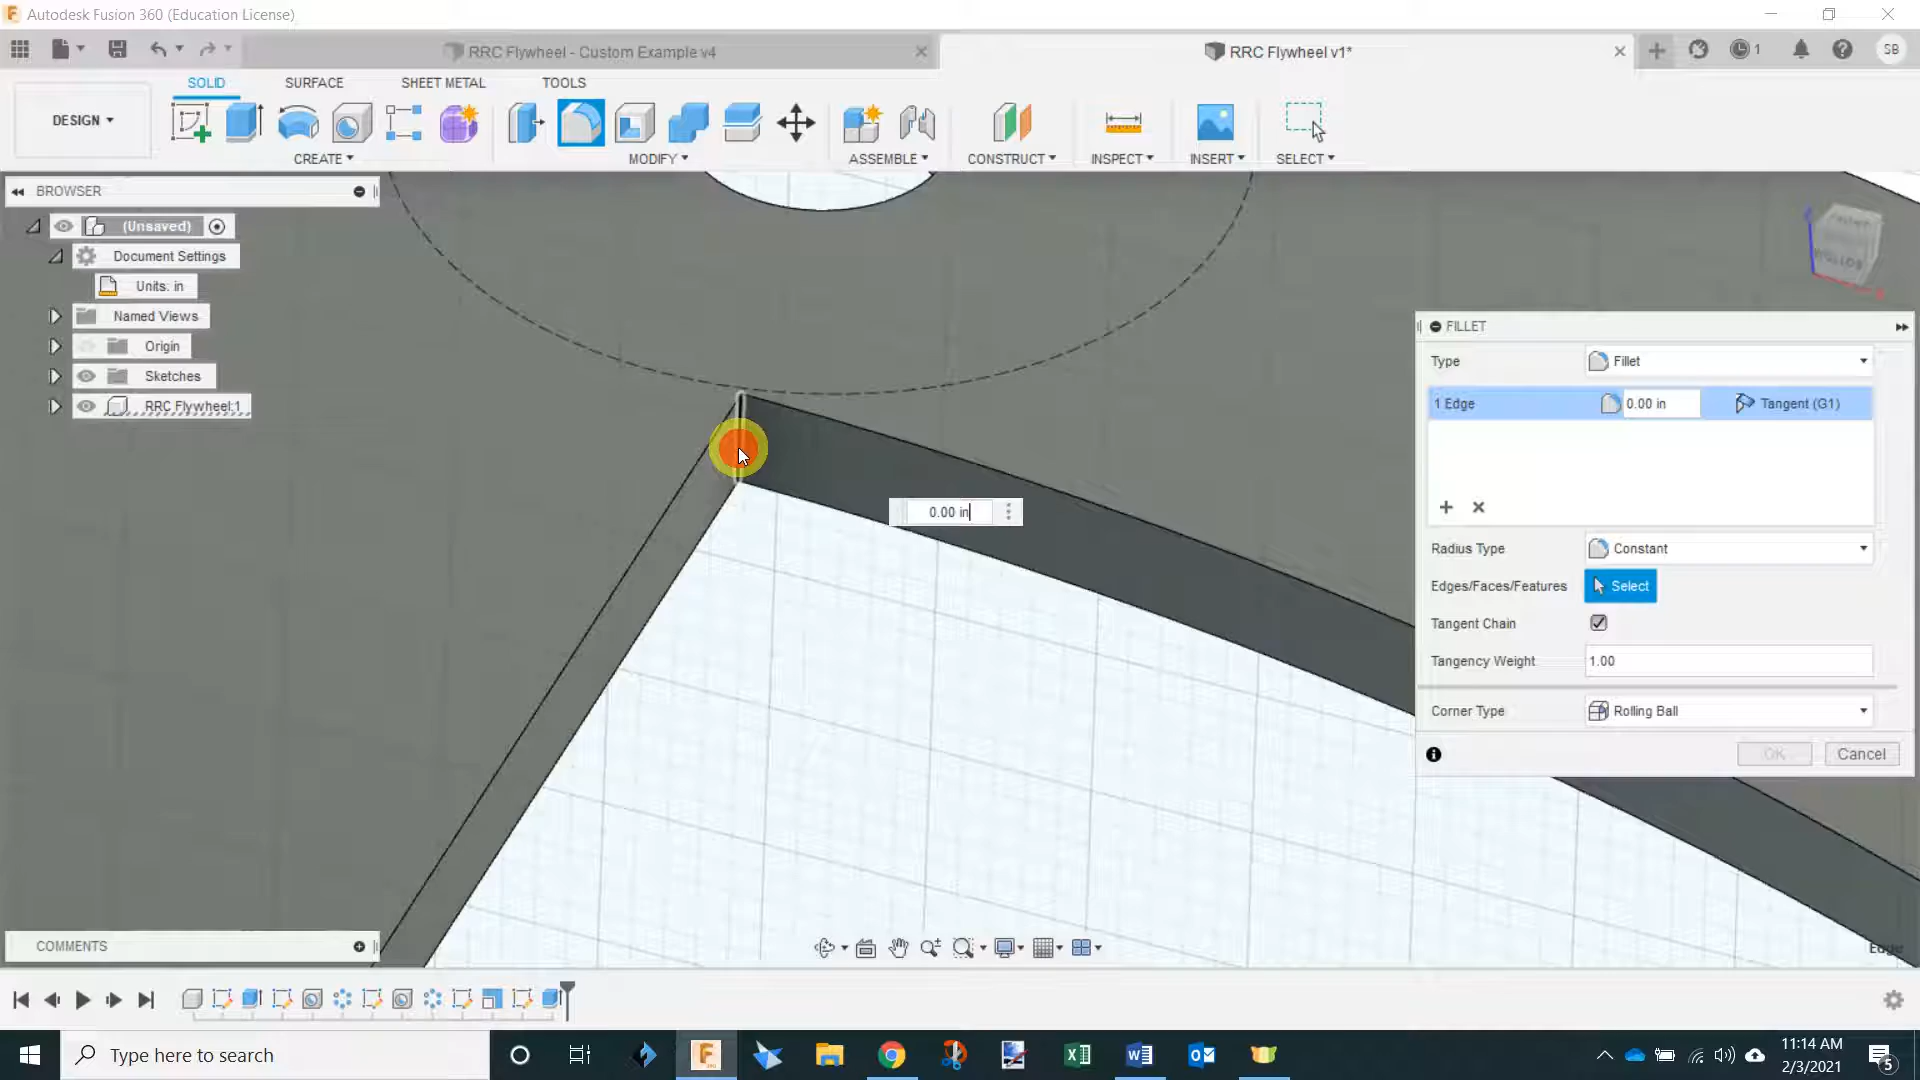 Autodesk Fusion 360 (Education License)
RRC Flywheel - Custom Example v4
RRC Flywheel v1*
1
SB
DESIGN
SOLID
SURFACE
SHEET METAL
TOOLS
CREATE
MODIFY
ASSEMBLE
CONSTRUCT
INSPECT
INSERT
SELECT
BROWSER
(Unsaved)
Document Settings
Units: in
Named Views
Origin
Sketches
RRC Flywheel:1
FILLET
Type
Fillet
1 Edge
0.00 in
Tangent (G1)
0.00 in
Radius Type
Constant
Edges/Faces/Features
Select
Tangent Chain
Tangency Weight
1.00
Corner Type
Rolling Ball
OK
Cancel
COMMENTS
Edge
Type here to search
11:14 AM
2/3/2021
5